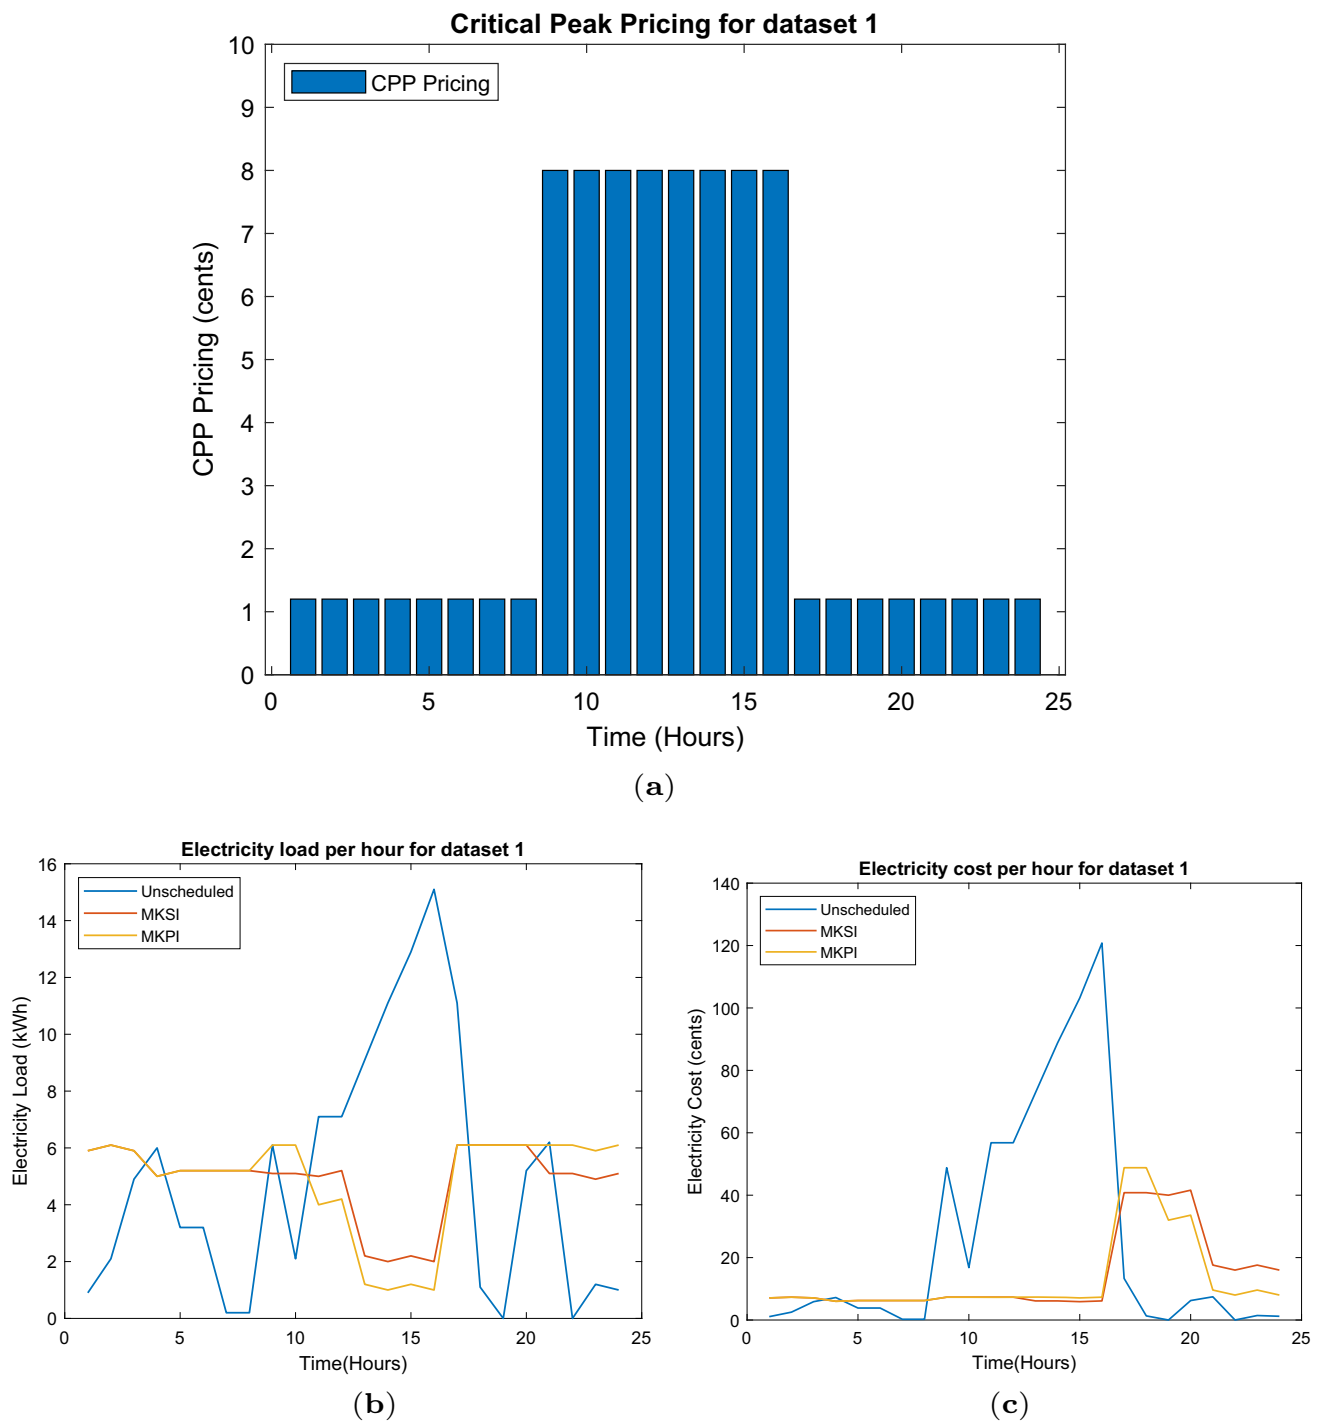 Critical Peak Pricing for dataset 1
CPP Pricing
10
9
8
7
6
5
4
3
2
1
0
CPP Pricing (cents)
0 5 10 15 20 25
Time (Hours)
(a)
Electricity load per hour for dataset 1
Unscheduled
MKSI
MKPI
16
14
12
10
8
6
4
2
0
Electricity Load (kWh)
0 5 10 15 20 25
Time(Hours)
(b)
Electricity cost per hour for dataset 1
Unscheduled
MKSI
MKPI
140
120
100
80
60
40
20
0
Electricity Cost (cents)
0 5 10 15 20 25
Time(Hours)
(c)